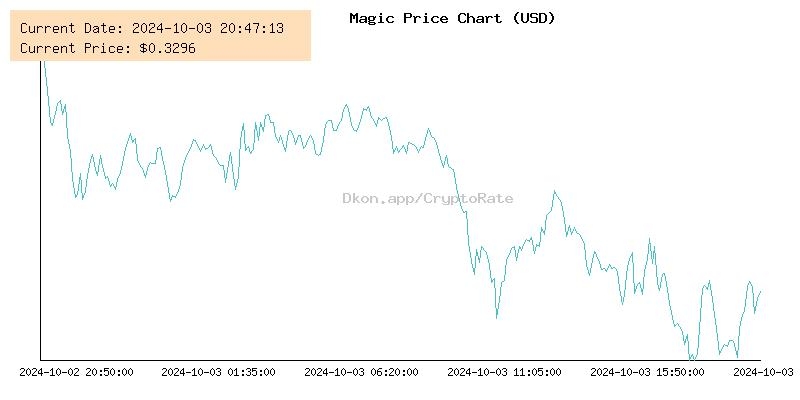 Magic Price Chart (USD)
Current Date: 2024-10-03 20:47:13
Current Price: $0.3296
Dkon.app/CryptoRate
2024-10-02 20:50:00 2024-10-03 01:35:00 2024-10-03 06:20:00 2024-10-03 11:05:00 2024-10-03 15:50:00 2024-10-03